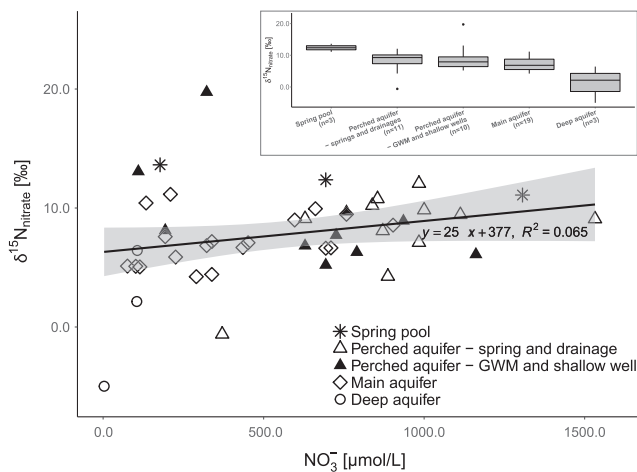 20.0
10.0
0.0
δ¹⁵Nnitrate [‰]
Spring pool
(n=3)
Perched aquifer
− springs and drainages
(n=11)
Perched aquifer
− GWM and shallow wells
(n=10)
Main aquifer
(n=19)
Deep aquifer
(n=3)
20.0
10.0
0.0
δ¹⁵Nnitrate [‰]
y = 25 x + 377, R² = 0.065
Spring pool
Perched aquifer − spring and drainage
Perched aquifer − GWM and shallow well
Main aquifer
Deep aquifer
0.0 500.0 1000.0 1500.0
NO₃⁻ [µmol/L]